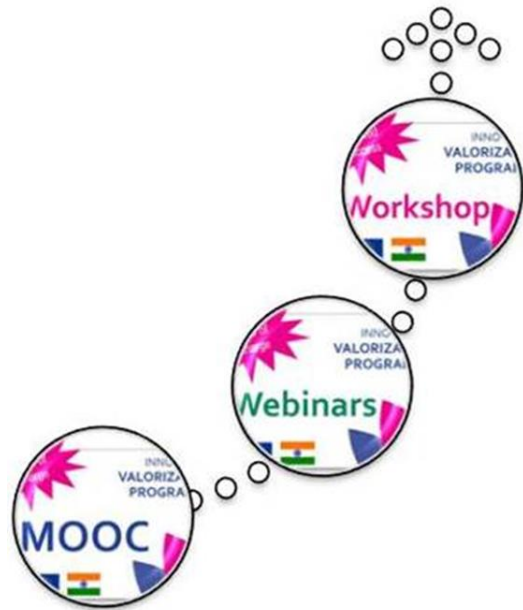 INNO
VALORIZA
PROGRA
Workshop
INNO
VALORIZA
PROGRA
Webinars
INNO
VALORIZA
PROGRA
MOOC